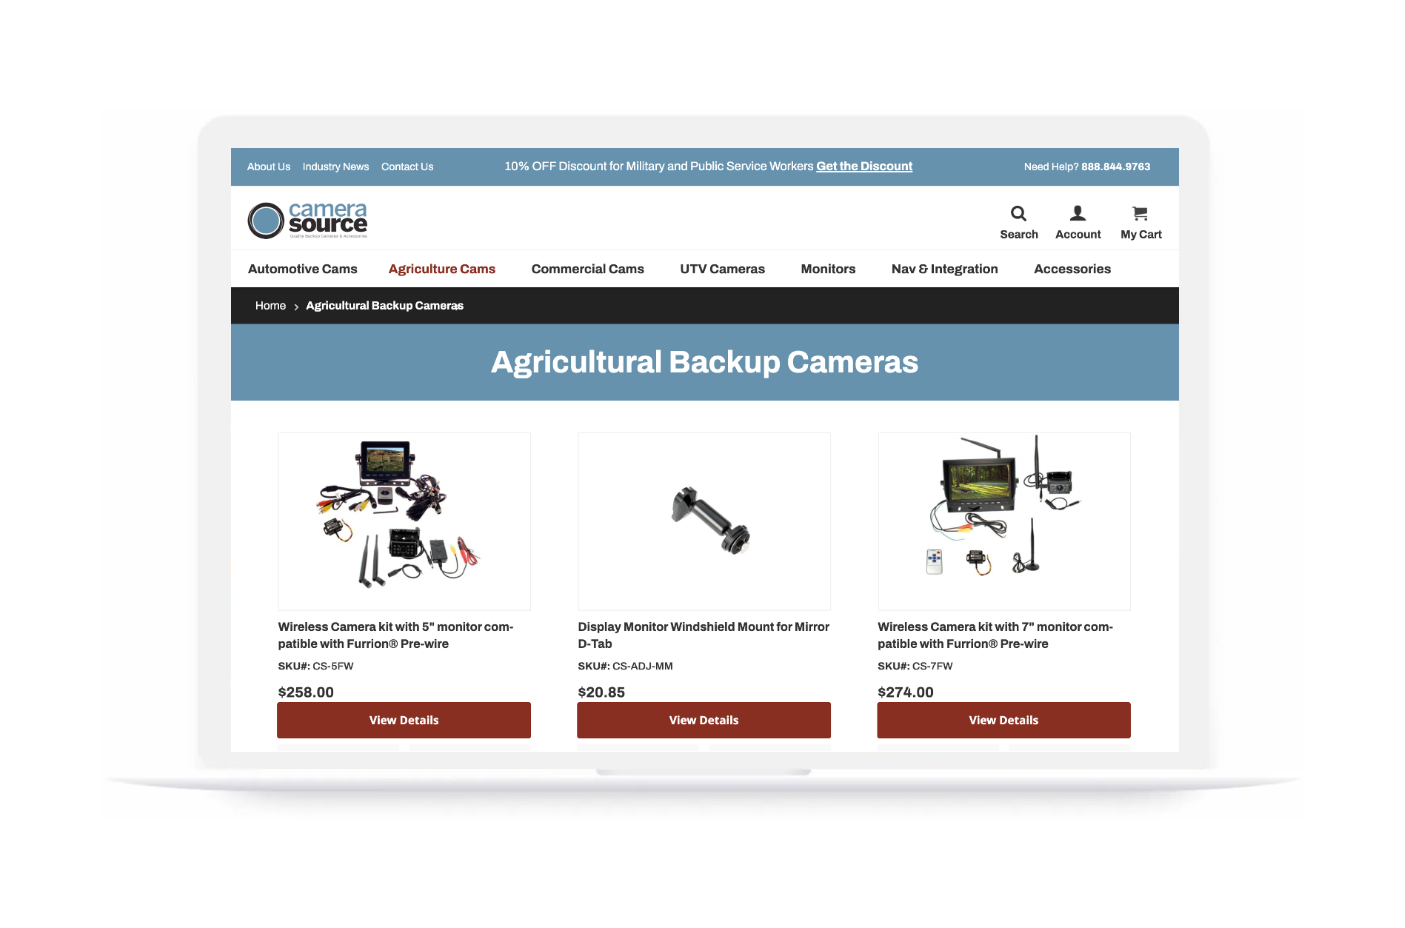 About Us Industry News Contact Us 10% OFF Discount for Military and Public Service Workers Get the Discount Need Help? 888.844.9763
camera
source
Search Account My Cart
Automotive Cams Agriculture Cams Commercial Cams UTV Cameras Monitors Nav & Integration Accessories
Home › Agricultural Backup Cameras
Agricultural Backup Cameras
Wireless Camera kit with 5" monitor com-
patible with Furrion® Pre-wire
SKU#: CS-5FW
$258.00
View Details
Display Monitor Windshield Mount for Mirror
D-Tab
SKU#: CS-ADJ-MM
$20.85
View Details
Wireless Camera kit with 7" monitor com-
patible with Furrion® Pre-wire
SKU#: CS-7FW
$274.00
View Details